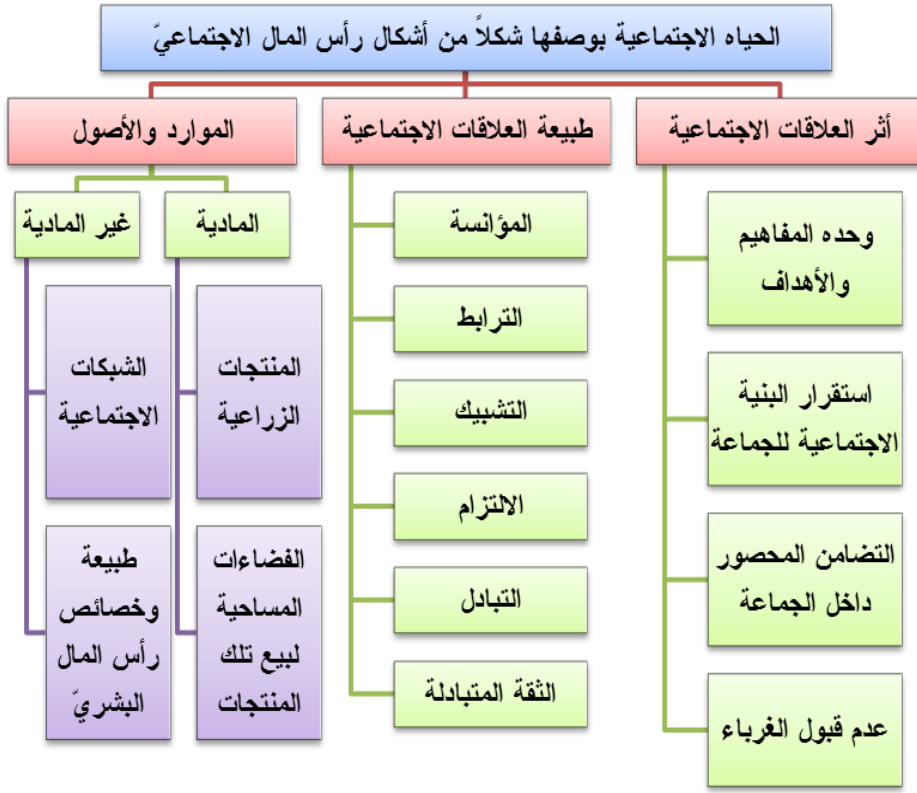 الحياه الاجتماعية بوصفها شكلاً من أشكال رأس المال الاجتماعيّ
أثر العلاقات الاجتماعية
وحده المفاهيم
والأهداف
استقرار البنية
الاجتماعية للجماعة
التضامن المحصور
داخل الجماعة
عدم قبول الغرباء
طبيعة العلاقات الاجتماعية
المؤانسة
الترابط
التشبيك
الالتزام
التبادل
الثقة المتبادلة
الموارد والأصول
المادية
المنتجات
الزراعية
الفضاءات
المساحية
لبيع تلك
المنتجات
غير المادية
الشبكات
الاجتماعية
طبيعة
وخصائص
رأس المال
البشريّ